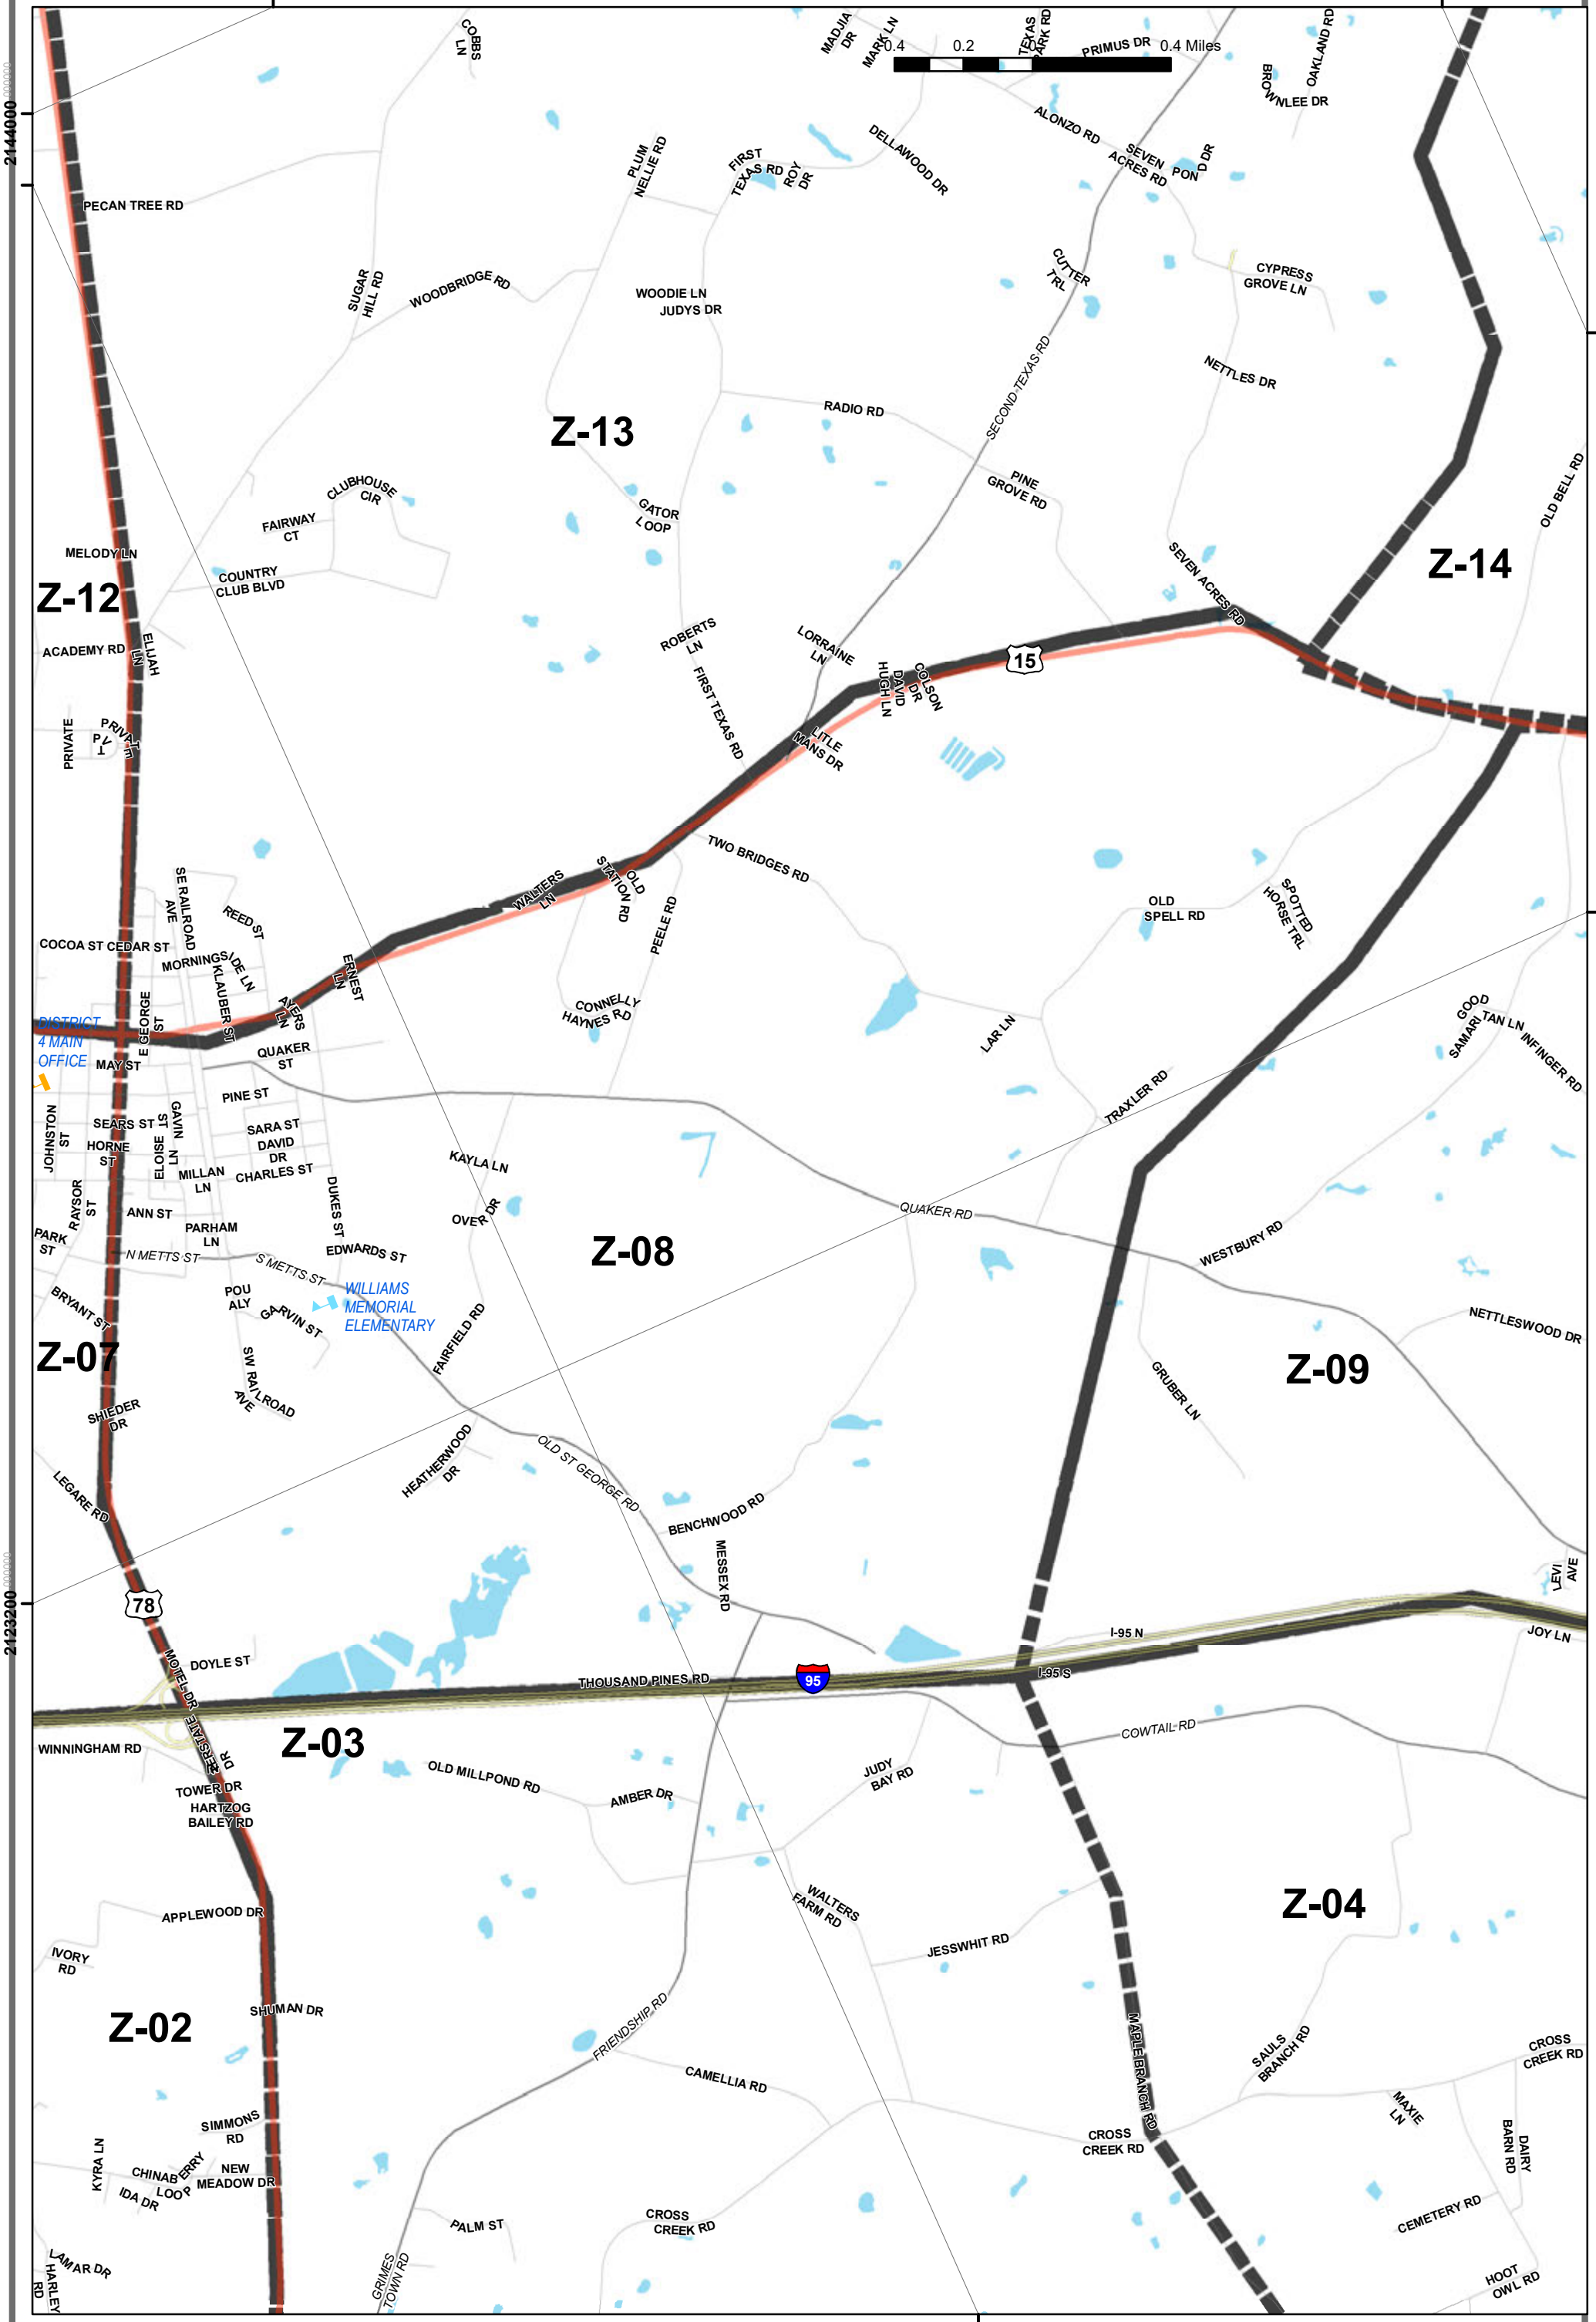 COBBS
LN
MADJIA
DR
MARK LN
TEXAS
PARK RD
PRIMUS DR
OAKLAND RD
0.4 0.2 0 0.4 Miles
BROWNLEE DR
2144000.000000
ALONZO RD
DELLAWOOD DR
SEVEN
ACRES RD
POND DR
PLUM
NELLIE RD
FIRST
TEXAS RD
ROY
DR
PECAN TREE RD
SUGAR
HILL RD
WOODBRIDGE RD
WOODIE LN
JUDYS DR
CUTTER
TRL
CYPRESS
GROVE LN
SECOND TEXAS RD
NETTLES DR
RADIO RD
Z-13
CLUBHOUSE
CIR
FAIRWAY
CT
GATOR
LOOP
PINE
GROVE RD
OLD BELL RD
MELODY LN
COUNTRY
CLUB BLVD
SEVEN ACRES RD
Z-14
Z-12
ACADEMY RD
ELIJAH
LN
ROBERTS
LN
LORRAINE
LN
15
HUGH LN
DAVID
DR
COLSON
FIRST TEXAS RD
PRIVATE
PRIVATE
PVT
LITLE
MANS DR
TWO BRIDGES RD
OLD
STATION RD
WALTERS
LN
PEELE RD
OLD
SPELL RD
SPOTTED
HORSE TRL
SE RAILROAD
AVE
REED ST
COCOA ST
CEDAR ST
MORNINGSIDE LN
KLAUBER ST
ERNEST
LN
AYERS
LN
E GEORGE
ST
CONNELLY
HAYNES RD
LAR LN
GOOD
SAMARITAN LN
INFINGER RD
DISTRICT
4 MAIN
OFFICE
MAY ST
QUAKER
ST
PINE ST
TRAXLER RD
JOHNSTON
ST
SEARS ST
HORNE
ST
ELOISE
ST
GAVIN
LN
SARA ST
DAVID
DR
CHARLES ST
MILLAN
LN
KAYLA LN
RAYSOR
ST
ANN ST
DUKES ST
OVER DR
QUAKER RD
PARK
ST
PARHAM
LN
N METTS ST
S METTS ST
EDWARDS ST
Z-08
WESTBURY RD
BRYANT ST
POU
ALY
GARVIN ST
WILLIAMS
MEMORIAL
ELEMENTARY
FAIRFIELD RD
NETTLESWOOD DR
Z-07
SW RAILROAD
AVE
Z-09
GRUBER LN
SHIEDER
DR
HEATHERWOOD
DR
OLD ST GEORGE RD
LEGARE RD
BENCHWOOD RD
MESSEX RD
LEVI
AVE
2123200.000000
78
I-95 N
JOY LN
MOTEL DR
DOYLE ST
THOUSAND PINES RD
95
I-95 S
WINNINGHAM RD
Z-03
COWTAIL RD
DR
TOWER DR
HARTZOG
BAILEY RD
OLD MILLPOND RD
AMBER DR
JUDY
BAY RD
APPLEWOOD DR
WALTERS
FARM RD
Z-04
IVORY
RD
JESSWHIT RD
SHUMAN DR
Z-02
FRIENDSHIP RD
MAPLE BRANCH RD
SAULS
BRANCH RD
CROSS
CREEK RD
CAMELLIA RD
MAXIE
LN
SIMMONS
RD
CROSS
CREEK RD
DAIRY
BARN RD
KYRA LN
CHINABERRY
LOOP
NEW
MEADOW DR
IDA DR
CROSS
CREEK RD
PALM ST
CEMETERY RD
LAMAR DR
HARLEY
RD
GRIMES
TOWN RD
HOOT
OWL RD